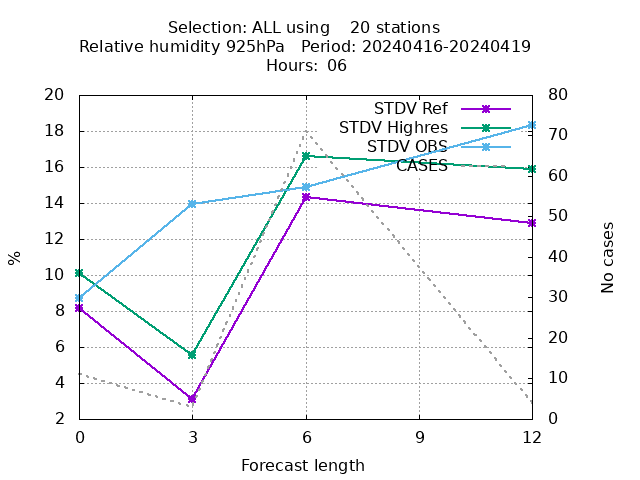 Selection: ALL using    20 stations
Relative humidity 925hPa   Period: 20240416-20240419
Hours:  06
STDV Ref
STDV Highres
STDV OBS
CASES
20
18
16
14
12
10
8
6
4
2
%
80
70
60
50
40
30
20
10
0
No cases
0 3 6 9 12
Forecast length